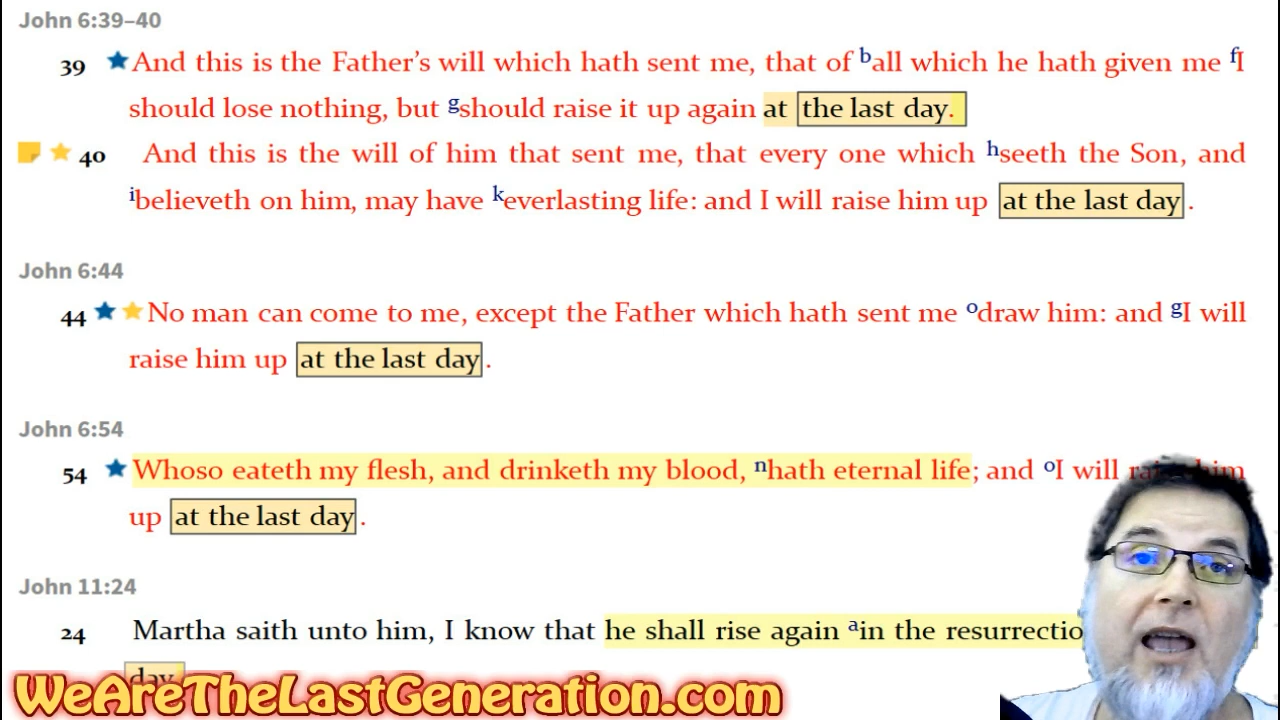 John 6:39–40
39 And this is the Father's will which hath sent me, that of ball which he hath given me fI
should lose nothing, but gshould raise it up again at the last day.
40 And this is the will of him that sent me, that every one which hseeth the Son, and
ibelieveth on him, may have keverlasting life: and I will raise him up at the last day.
John 6:44
44 No man can come to me, except the Father which hath sent me odraw him: and gI will
raise him up at the last day.
John 6:54
54 Whoso eateth my flesh, and drinketh my blood, nhath eternal life; and oI will him
up at the last day.
John 11:24
24 Martha saith unto him, I know that he shall rise again ain the resurrectio
day
WeAreTheLastGeneration.com